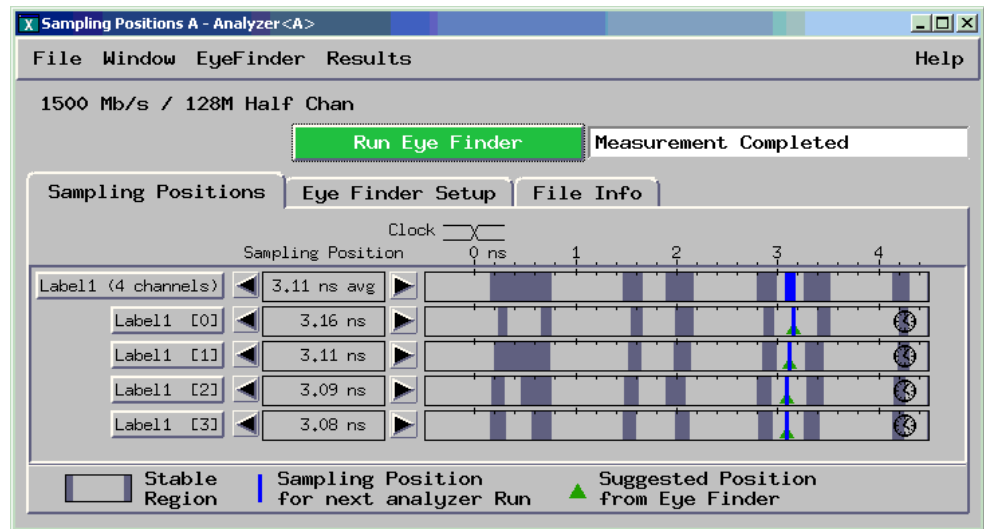 X Sampling Positions A - Analyzer<A>
File Window EyeFinder Results Help
1500 Mb/s / 128M Half Chan
Run Eye Finder Measurement Completed
Sampling Positions Eye Finder Setup File Info
Clock
Sampling Position 0 ns 1 2 3 4
Label1 (4 channels) 3.11 ns avg
Label1 [0] 3.16 ns
Label1 [1] 3.11 ns
Label1 [2] 3.09 ns
Label1 [3] 3.08 ns
Stable Sampling Position Suggested Position
Region for next analyzer Run from Eye Finder